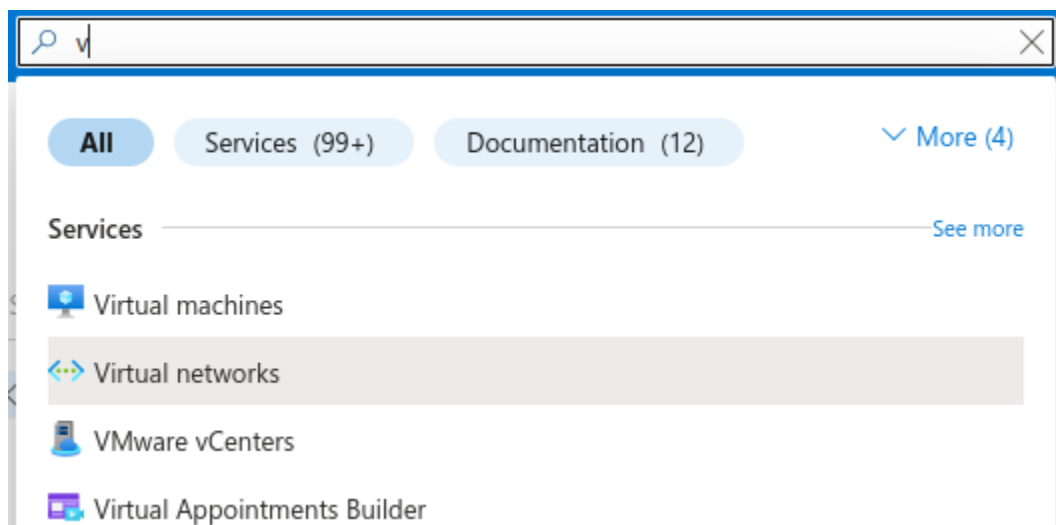 v
All Services (99+) Documentation (12) More (4)
Services See more
Virtual machines
Virtual networks
VMware vCenters
Virtual Appointments Builder